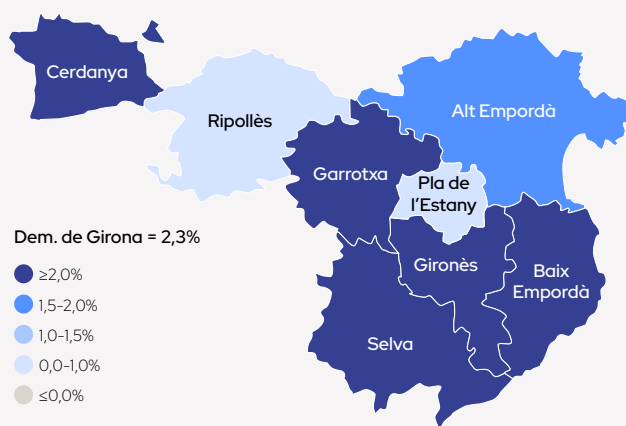 Cerdanya
Ripollès
Alt Empordà
Garrotxa
Pla de
l'Estany
Dem. de Girona = 2,3%
≥2,0%
1,5-2,0%
1,0-1,5%
0,0-1,0%
≤0,0%
Gironès
Baix
Empordà
Selva